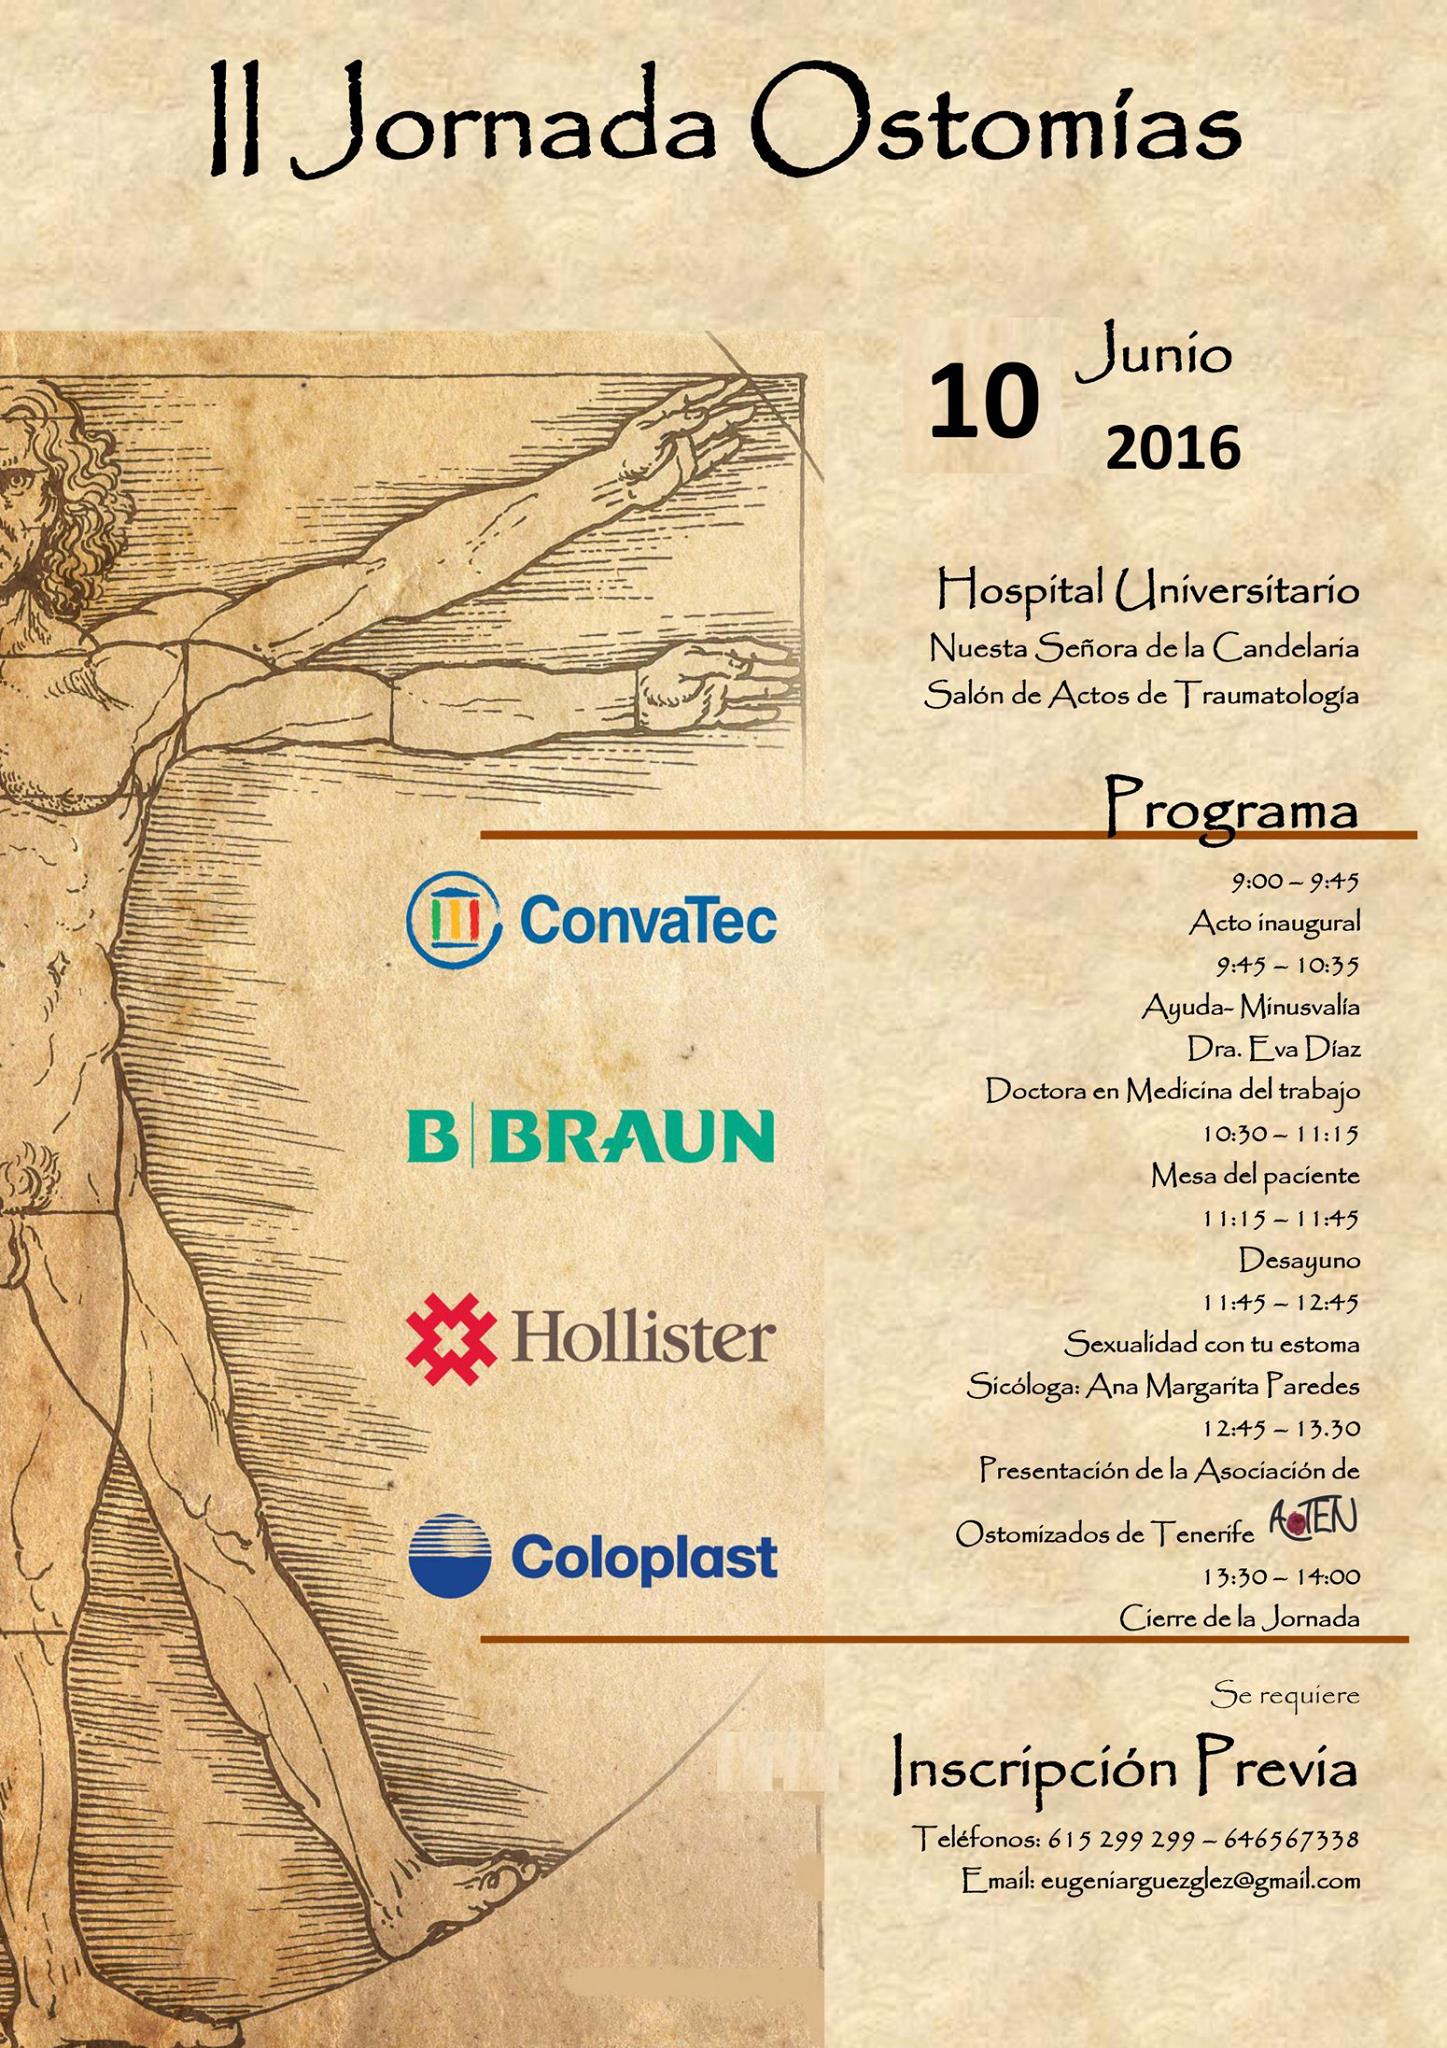 II Jornada Ostomías
10
Junio
2016
Hospital Universitario
Nuesta Señora de la Candelaria
Salón de Actos de Traumatología
Programa
9:00 – 9:45
Acto inaugural
9:45 – 10:35
Ayuda- Minusvalía
Dra. Eva Díaz
Doctora en Medicina del trabajo
10:30 – 11:15
Mesa del paciente
11:15 – 11:45
Desayuno
11:45 – 12:45
Sexualidad con tu estoma
Sicóloga: Ana Margarita Paredes
12:45 – 13.30
Presentación de la Asociación de
Ostomizados de Tenerife AOTEN
13:30 – 14:00
Cierre de la Jornada
ConvaTec
B|BRAUN
Hollister
Coloplast
Se requiere
Inscripción Previa
Teléfonos: 615 299 299 – 646567338
Email: eugeniarguezglez@gmail.com